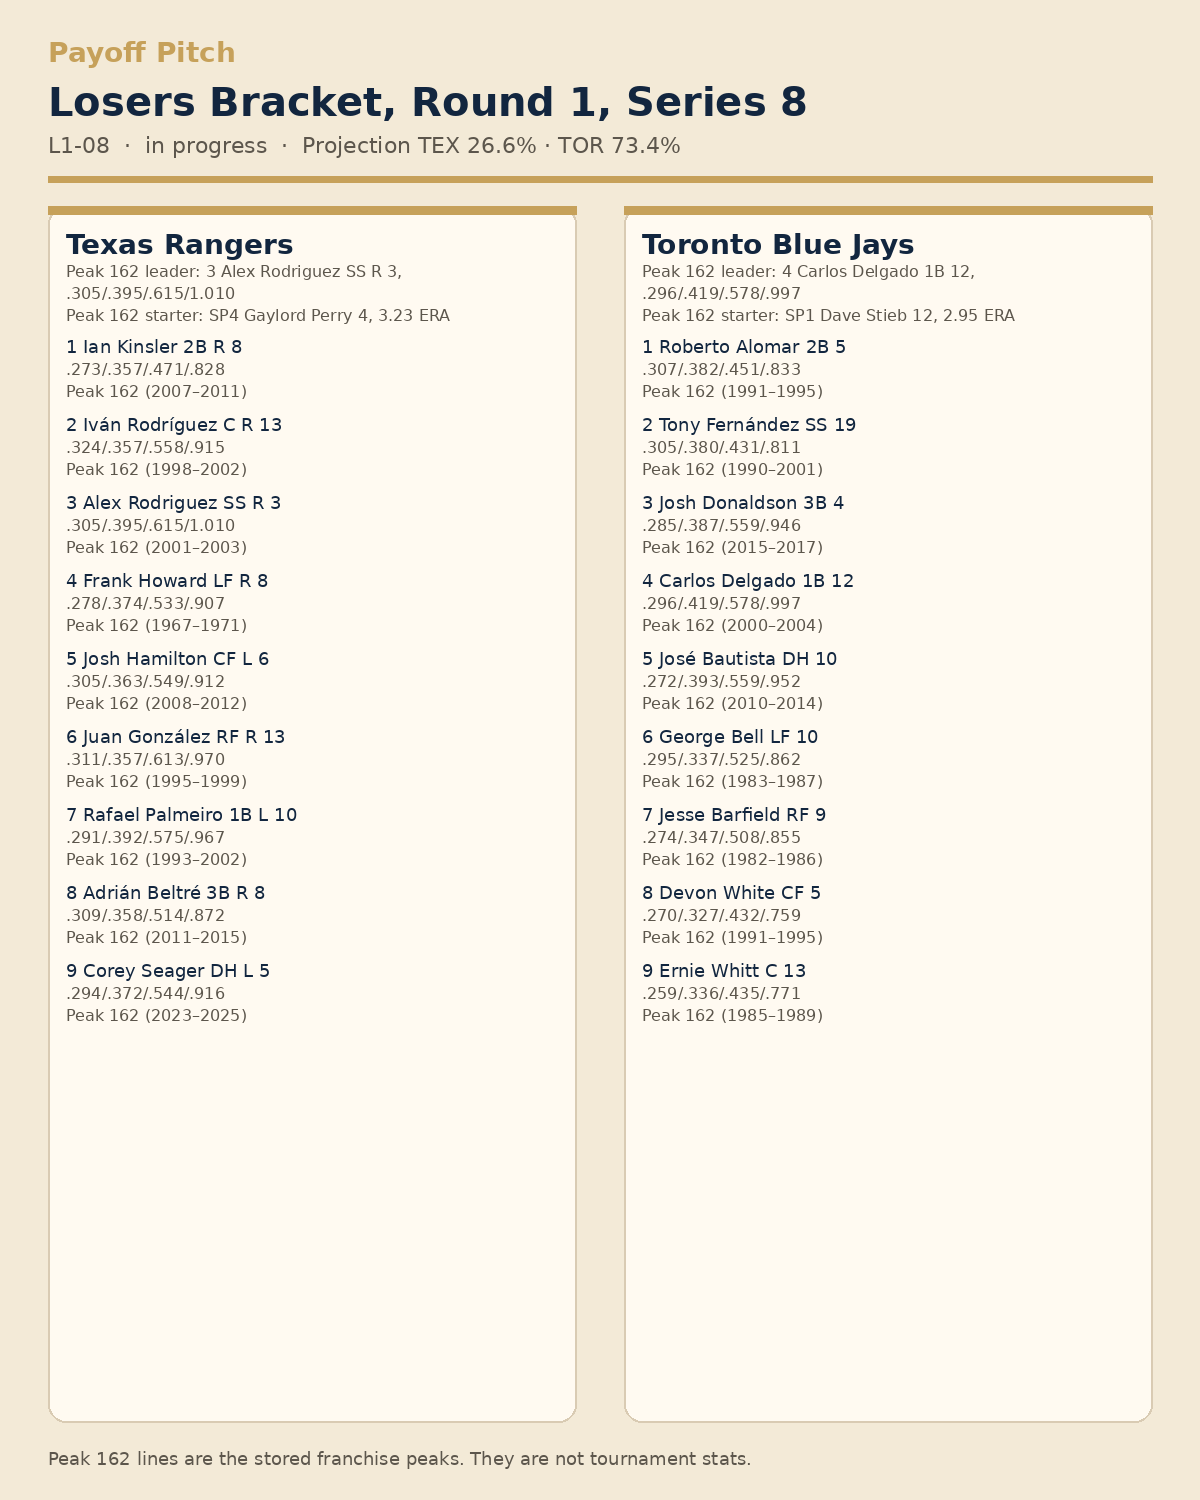 Payoff Pitch
Losers Bracket, Round 1, Series 8
L1-08 · in progress · Projection TEX 26.6% · TOR 73.4%
Texas Rangers
Peak 162 leader: 3 Alex Rodriguez SS R 3,
.305/.395/.615/1.010
Peak 162 starter: SP4 Gaylord Perry 4, 3.23 ERA
1 Ian Kinsler 2B R 8
.273/.357/.471/.828
Peak 162 (2007–2011)
2 Iván Rodríguez C R 13
.324/.357/.558/.915
Peak 162 (1998–2002)
3 Alex Rodriguez SS R 3
.305/.395/.615/1.010
Peak 162 (2001–2003)
4 Frank Howard LF R 8
.278/.374/.533/.907
Peak 162 (1967–1971)
5 Josh Hamilton CF L 6
.305/.363/.549/.912
Peak 162 (2008–2012)
6 Juan González RF R 13
.311/.357/.613/.970
Peak 162 (1995–1999)
7 Rafael Palmeiro 1B L 10
.291/.392/.575/.967
Peak 162 (1993–2002)
8 Adrián Beltré 3B R 8
.309/.358/.514/.872
Peak 162 (2011–2015)
9 Corey Seager DH L 5
.294/.372/.544/.916
Peak 162 (2023–2025)
Toronto Blue Jays
Peak 162 leader: 4 Carlos Delgado 1B 12,
.296/.419/.578/.997
Peak 162 starter: SP1 Dave Stieb 12, 2.95 ERA
1 Roberto Alomar 2B 5
.307/.382/.451/.833
Peak 162 (1991–1995)
2 Tony Fernández SS 19
.305/.380/.431/.811
Peak 162 (1990–2001)
3 Josh Donaldson 3B 4
.285/.387/.559/.946
Peak 162 (2015–2017)
4 Carlos Delgado 1B 12
.296/.419/.578/.997
Peak 162 (2000–2004)
5 José Bautista DH 10
.272/.393/.559/.952
Peak 162 (2010–2014)
6 George Bell LF 10
.295/.337/.525/.862
Peak 162 (1983–1987)
7 Jesse Barfield RF 9
.274/.347/.508/.855
Peak 162 (1982–1986)
8 Devon White CF 5
.270/.327/.432/.759
Peak 162 (1991–1995)
9 Ernie Whitt C 13
.259/.336/.435/.771
Peak 162 (1985–1989)
Peak 162 lines are the stored franchise peaks. They are not tournament stats.